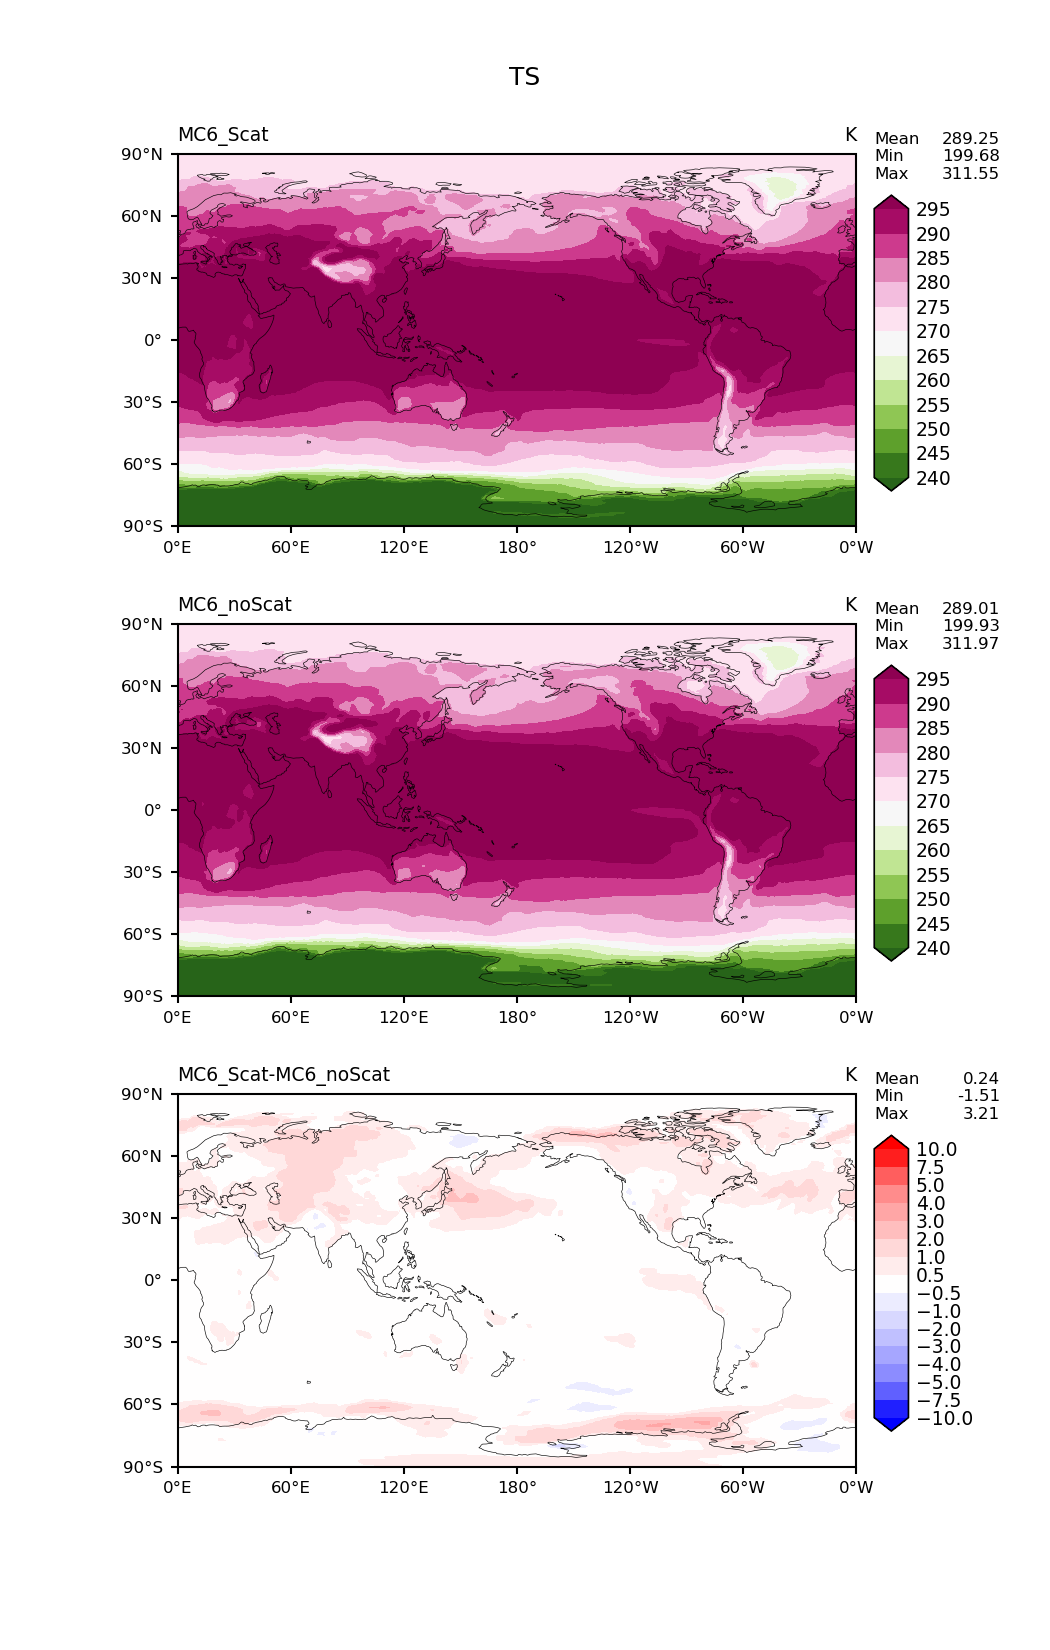 TS
MC6_Scat K
Mean 289.25
Min 199.68
Max 311.55
90°N
60°N
30°N
0°
30°S
60°S
90°S
0°E 60°E 120°E 180° 120°W 60°W 0°W
295
290
285
280
275
270
265
260
255
250
245
240
MC6_noScat K
Mean 289.01
Min 199.93
Max 311.97
90°N
60°N
30°N
0°
30°S
60°S
90°S
0°E 60°E 120°E 180° 120°W 60°W 0°W
295
290
285
280
275
270
265
260
255
250
245
240
MC6_Scat-MC6_noScat K
Mean 0.24
Min -1.51
Max 3.21
90°N
60°N
30°N
0°
30°S
60°S
90°S
0°E 60°E 120°E 180° 120°W 60°W 0°W
10.0
7.5
5.0
4.0
3.0
2.0
1.0
0.5
−0.5
−1.0
−2.0
−3.0
−4.0
−5.0
−7.5
−10.0